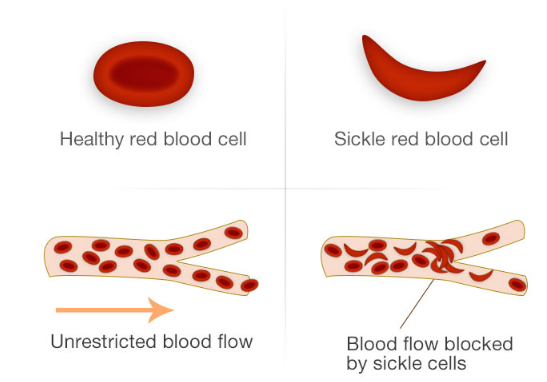 Healthy red blood cell
Sickle red blood cell
Unrestricted blood flow
Blood flow blocked
by sickle cells